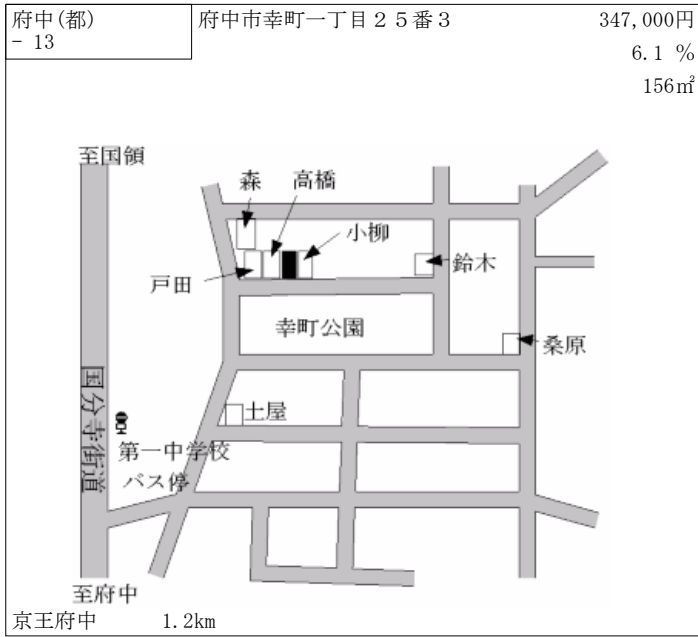 府中(都)
- 13
府中市幸町一丁目２５番３
347,000円
6.1 %
156㎡
至国領
森
高橋
小柳
鈴木
戸田
幸町公園
桑原
国分寺街道
土屋
第一中学校
バス停
至府中
京王府中 1.2km